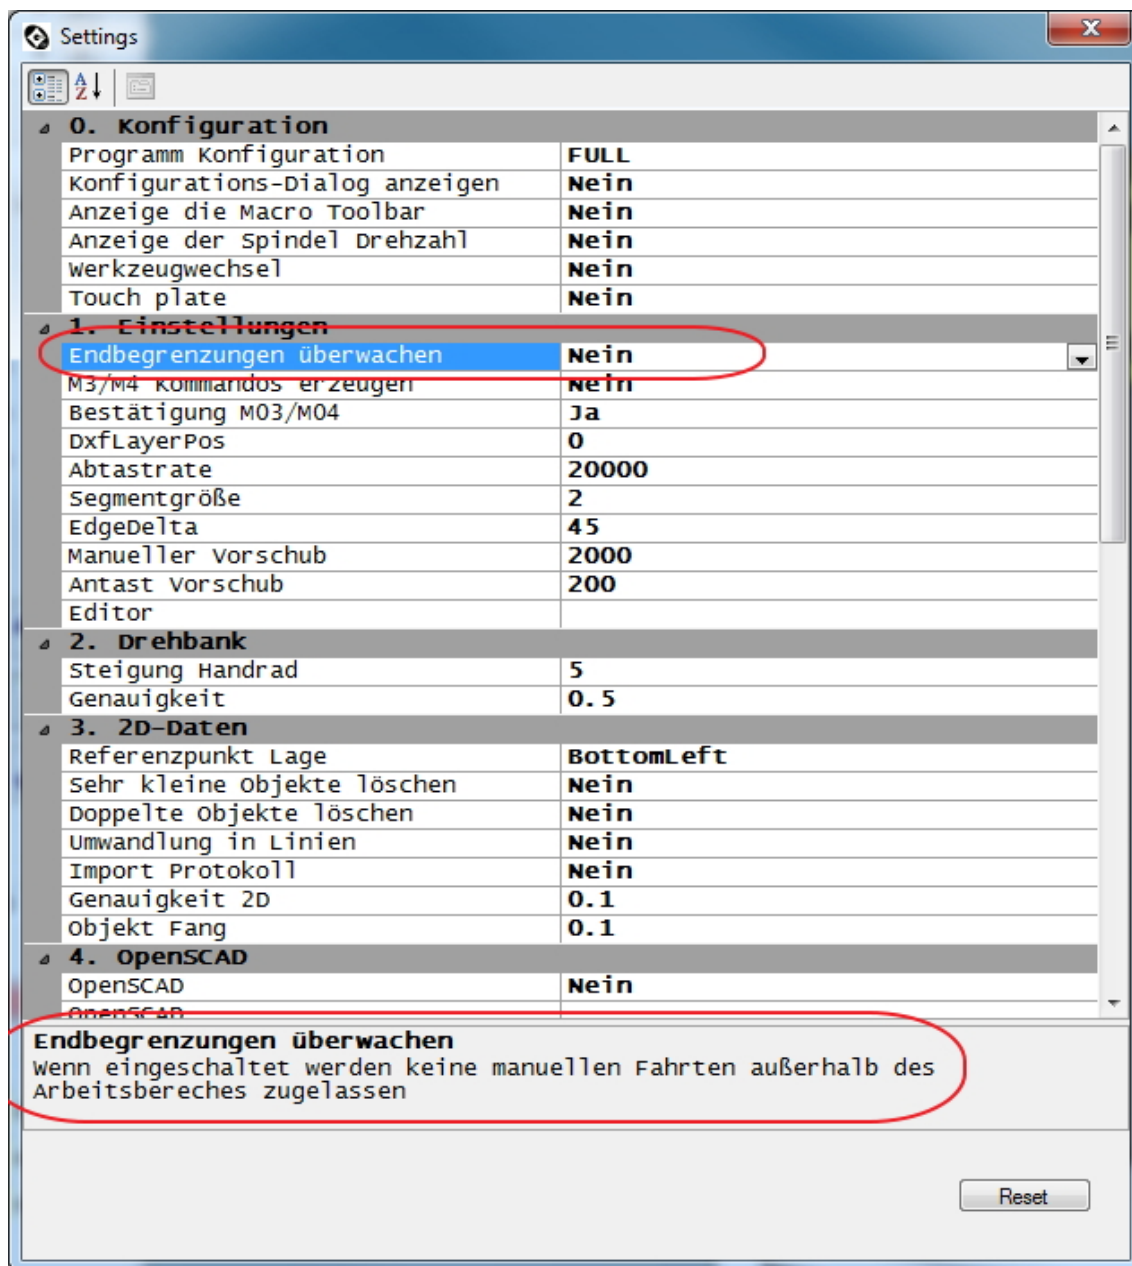 Settings
0. Konfiguration
Programm Konfiguration FULL
Konfigurations-Dialog anzeigen Nein
Anzeige die Macro Toolbar Nein
Anzeige der Spindel Drehzahl Nein
Werkzeugwechsel Nein
Touch plate Nein
1. Einstellungen
Endbegrenzungen überwachen Nein
M3/M4 Kommandos erzeugen Nein
Bestätigung M03/M04 Ja
DxfLayerPos 0
Abtastrate 20000
Segmentgröße 2
EdgeDelta 45
Manueller Vorschub 2000
Antast Vorschub 200
Editor
2. Drehbank
Steigung Handrad 5
Genauigkeit 0.5
3. 2D-Daten
Referenzpunkt Lage BottomLeft
Sehr kleine Objekte löschen Nein
Doppelte Objekte löschen Nein
Umwandlung in Linien Nein
Import Protokoll Nein
Genauigkeit 2D 0.1
Objekt Fang 0.1
4. OpenSCAD
OpenSCAD Nein
OpenSCAD
Endbegrenzungen überwachen
Wenn eingeschaltet werden keine manuellen Fahrten außerhalb des
Arbeitsbereches zugelassen
Reset